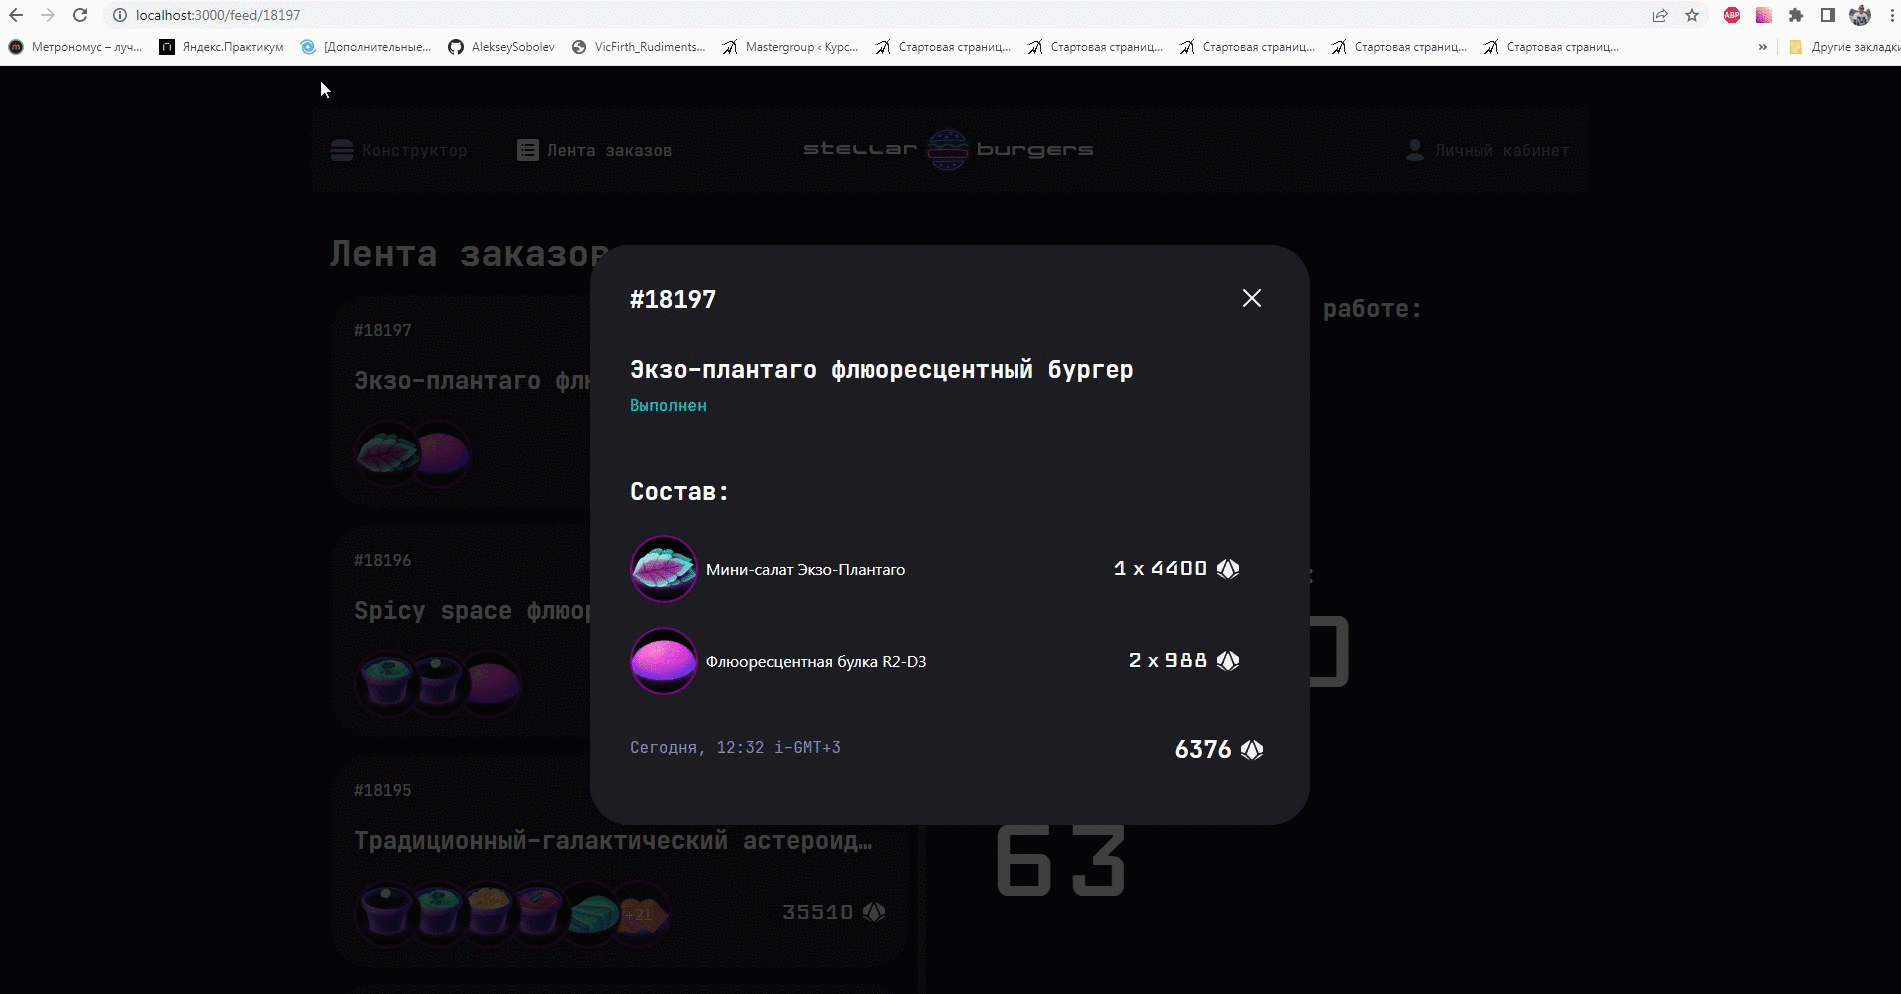 localhost:3000/feed/18197
ABP
Метрономус – луч...
Яндекс.Практикум
[Дополнительные...
AlekseySobolev
VicFirth_Rudiments...
Mastergroup ‹ Курс...
Стартовая страниц...
Стартовая страниц...
Стартовая страниц...
Стартовая страниц...
Стартовая страниц...
»
Другие закладки
Конструктор
Лента заказов
stellar burgers
Личный кабинет
Лента заказов
работе:
#18197
Экзо-плантаго
#18196
Spicy space
#18195
Традиционный-галактический астероид…
+21
35510
63
#18197
Экзо-плантаго флюоресцентный бургер
Выполнен
Состав:
Мини-салат Экзо-Плантаго
1 x 4400
Флюоресцентная булка R2-D3
2 x 988
Сегодня, 12:32 i-GMT+3
6376